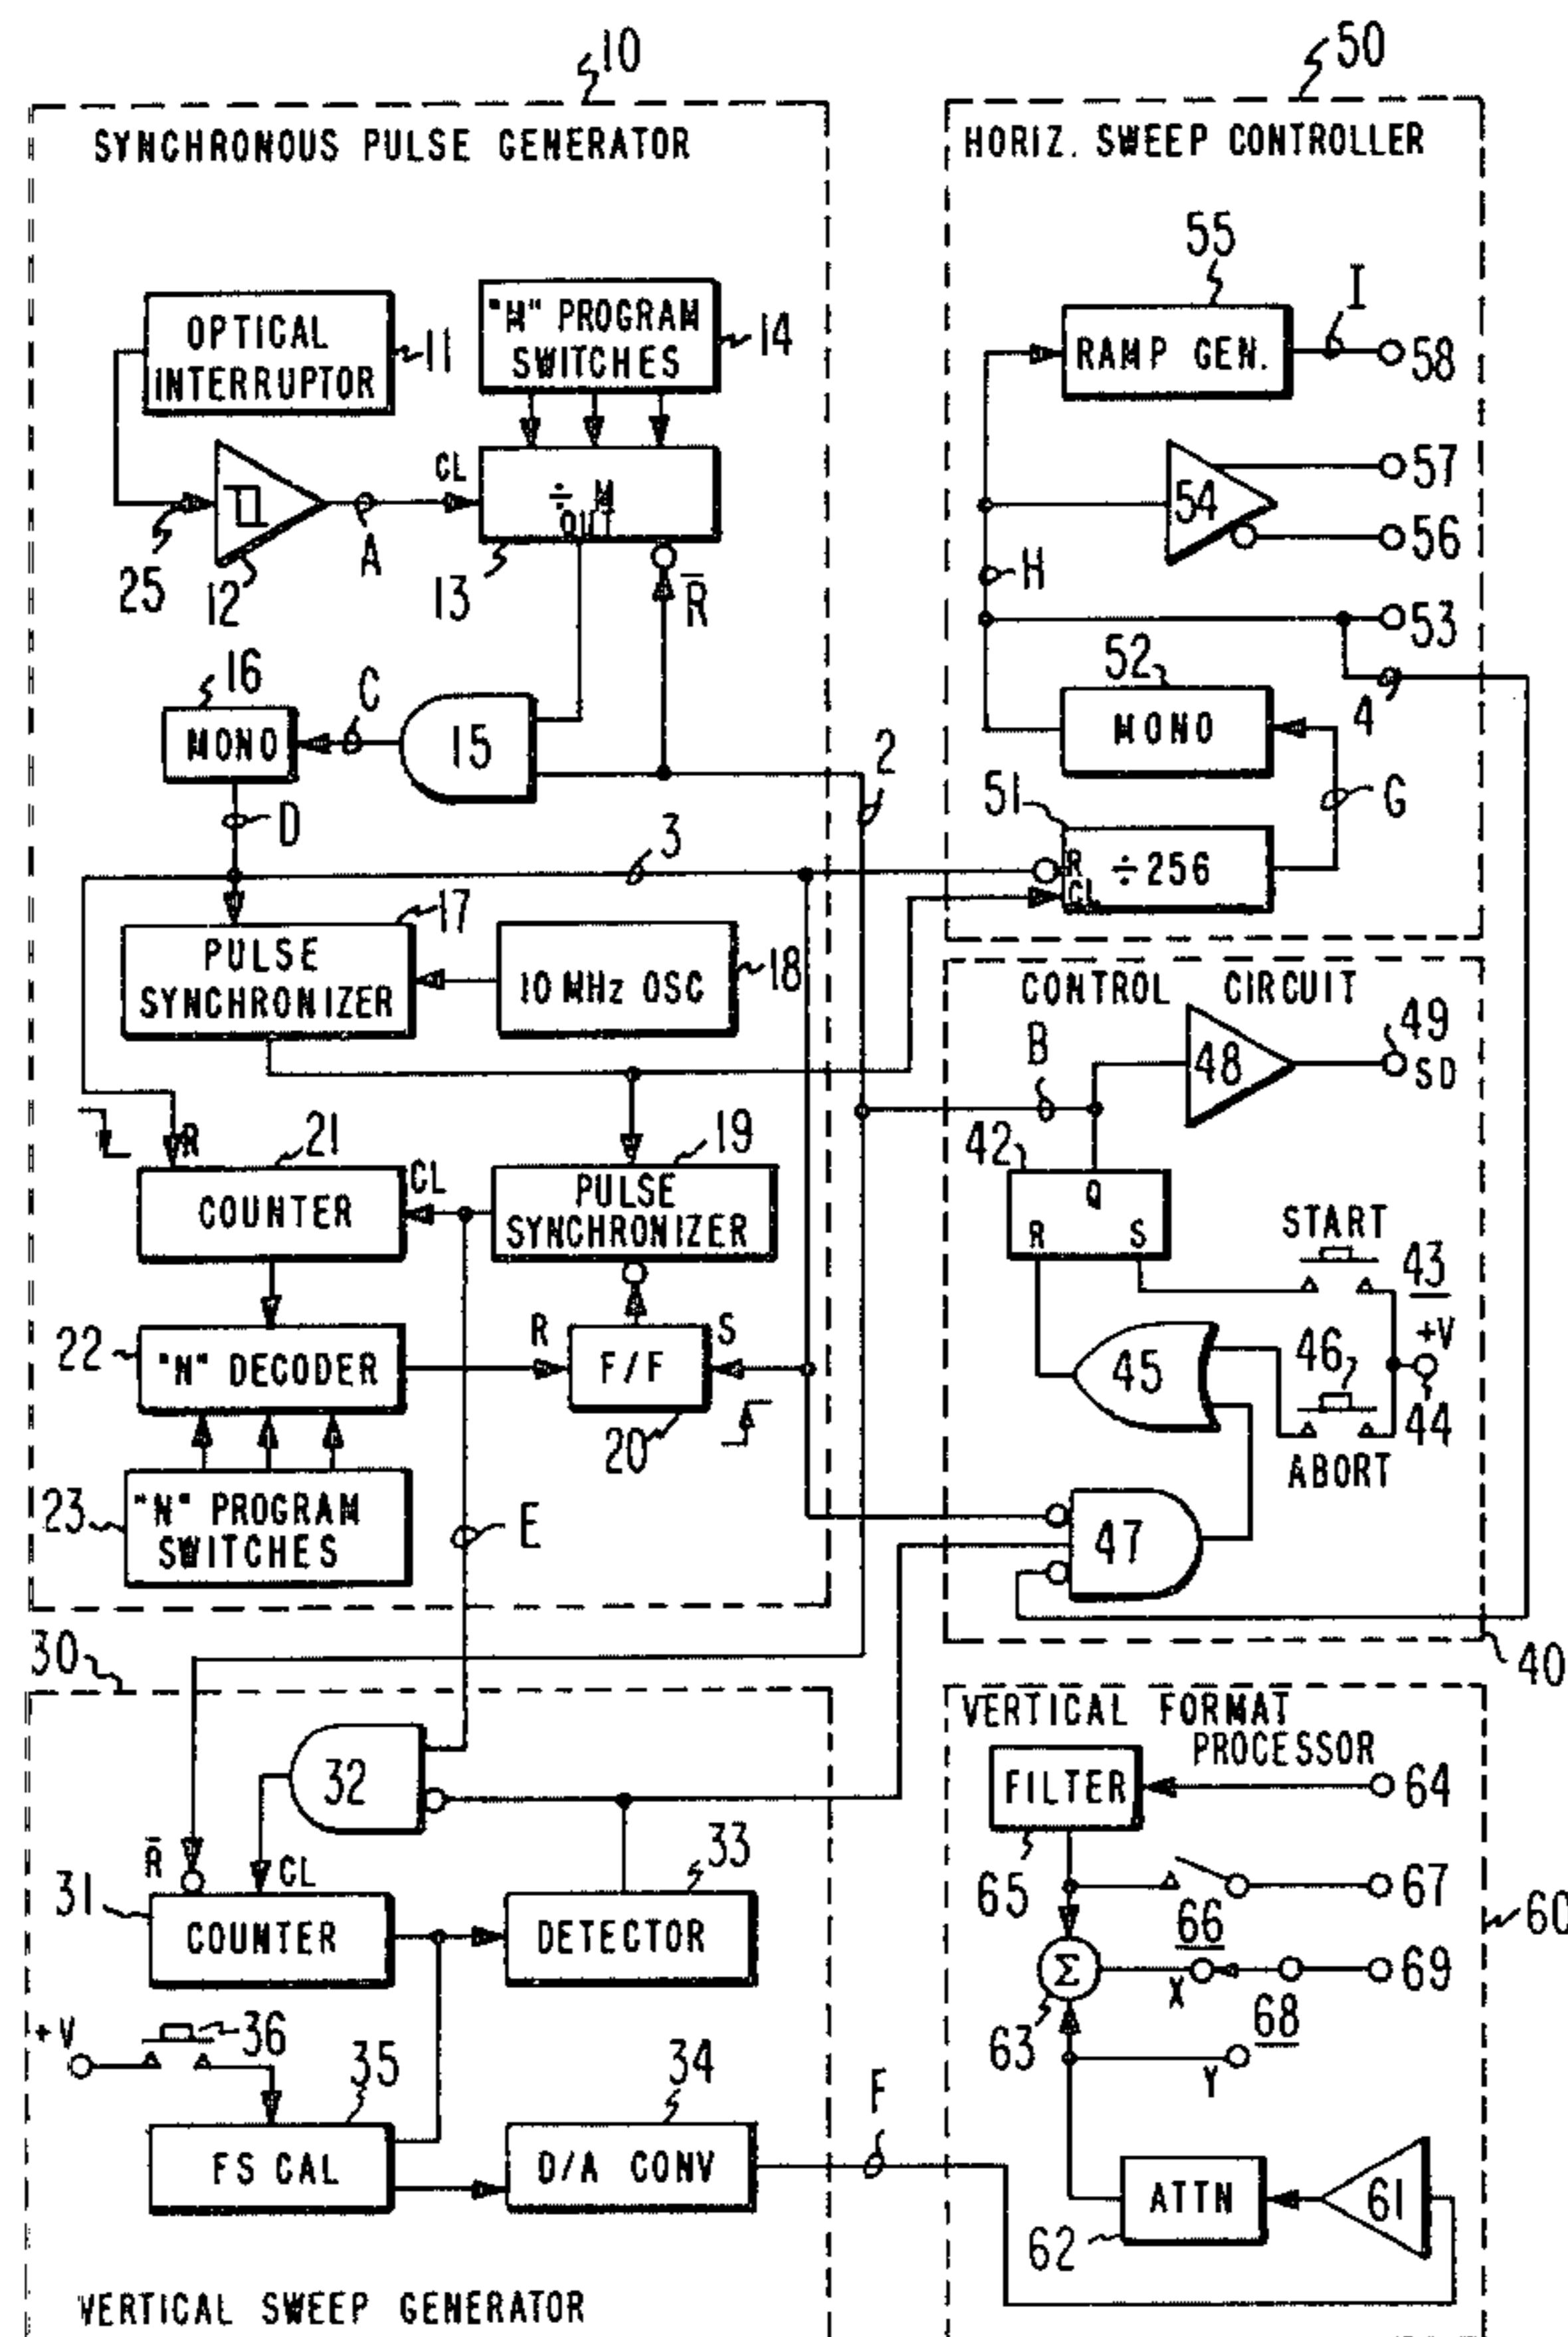 10
SYNCHRONOUS PULSE GENERATOR
OPTICAL
INTERRUPTOR
11
"M" PROGRAM
SWITCHES
14
25
12
A
CL
÷ M
OUT
13
R̅
16
MONO
C
15
D
3
2
17
PULSE
SYNCHRONIZER
10 MHz OSC
18
R
21
COUNTER
CL
19
PULSE
SYNCHRONIZER
22
"N" DECODER
R
F/F
S
20
23
"N" PROGRAM
SWITCHES
E
50
HORIZ. SWEEP CONTROLLER
55
RAMP GEN.
I
58
54
57
56
H
53
52
MONO
4
G
51
R
CL
÷256
CONTROL CIRCUIT
B
48
49
SD
42
Q
R
S
START
43
+V
44
45
46
ABORT
47
40
30
32
R̅
CL
31
COUNTER
33
DETECTOR
+V
36
35
FS CAL
34
D/A CONV
F
VERTICAL SWEEP GENERATOR
VERTICAL FORMAT
PROCESSOR
FILTER
64
65
67
66
60
Σ
63
X
69
68
Y
ATTN
62
61